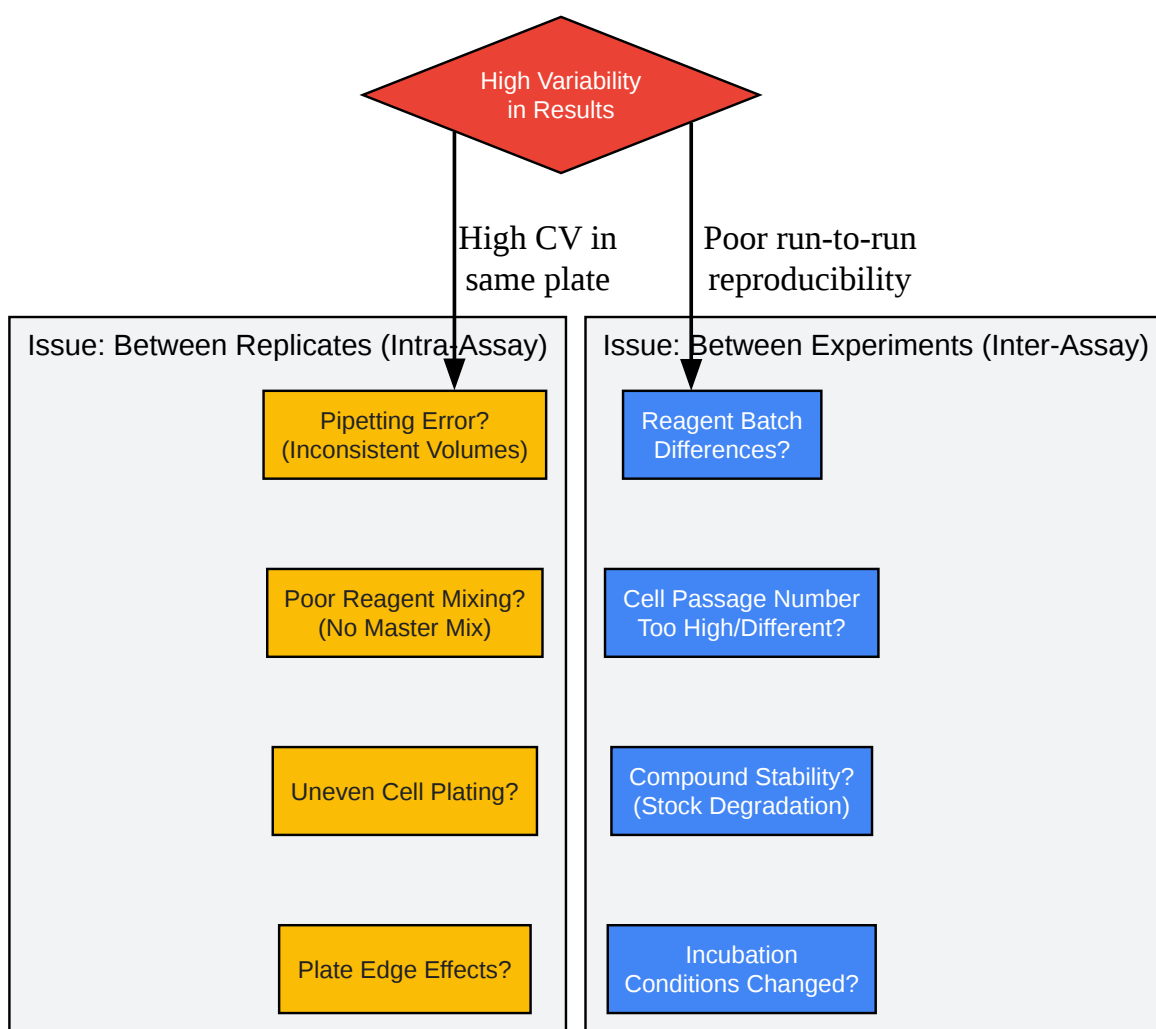 High Variability
in Results
High CV in
same plate
Poor run-to-run
reproducibility
Issue: Between Replicates (Intra-Assay)
Pipetting Error?
(Inconsistent Volumes)
Poor Reagent Mixing?
(No Master Mix)
Uneven Cell Plating?
Plate Edge Effects?
Issue: Between Experiments (Inter-Assay)
Reagent Batch
Differences?
Cell Passage Number
Too High/Different?
Compound Stability?
(Stock Degradation)
Incubation
Conditions Changed?